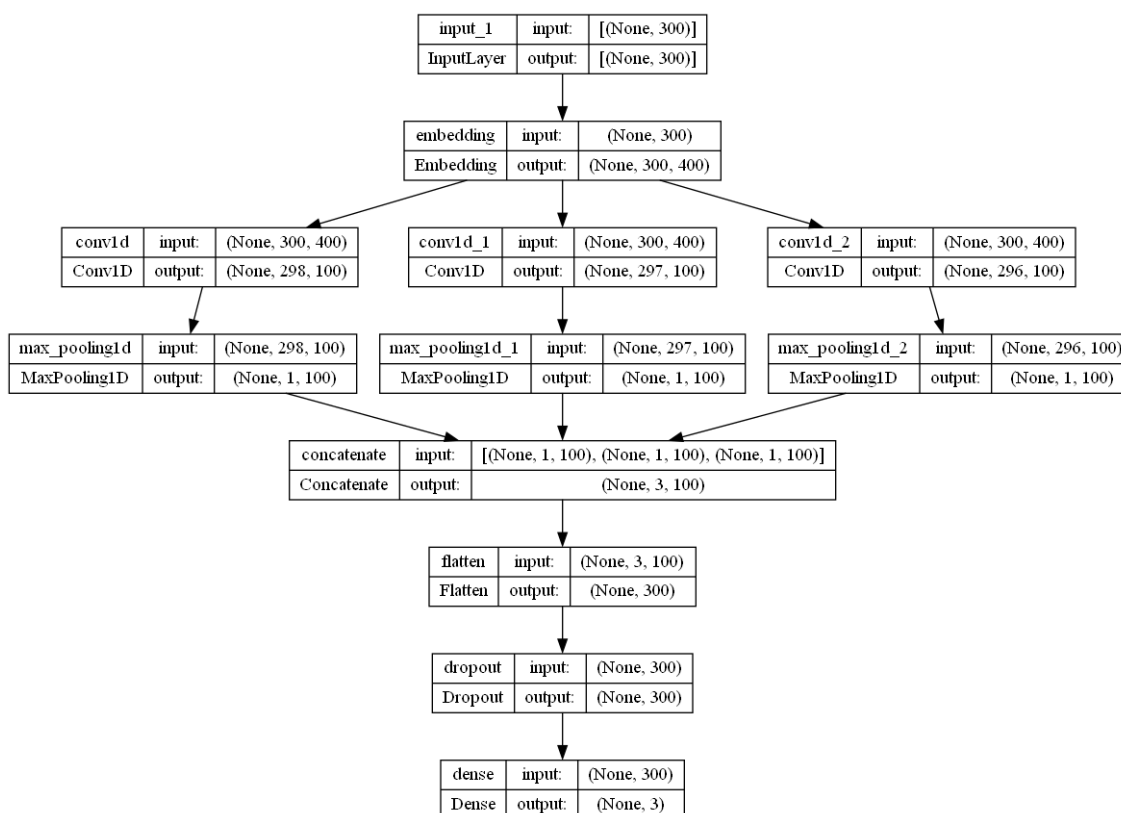 input_1 input: [(None, 300)]
InputLayer output: [(None, 300)]
embedding input: (None, 300)
Embedding output: (None, 300, 400)
conv1d input: (None, 300, 400)
Conv1D output: (None, 298, 100)
conv1d_1 input: (None, 300, 400)
Conv1D output: (None, 297, 100)
conv1d_2 input: (None, 300, 400)
Conv1D output: (None, 296, 100)
max_pooling1d input: (None, 298, 100)
MaxPooling1D output: (None, 1, 100)
max_pooling1d_1 input: (None, 297, 100)
MaxPooling1D output: (None, 1, 100)
max_pooling1d_2 input: (None, 296, 100)
MaxPooling1D output: (None, 1, 100)
concatenate input: [(None, 1, 100), (None, 1, 100), (None, 1, 100)]
Concatenate output: (None, 3, 100)
flatten input: (None, 3, 100)
Flatten output: (None, 300)
dropout input: (None, 300)
Dropout output: (None, 300)
dense input: (None, 300)
Dense output: (None, 3)